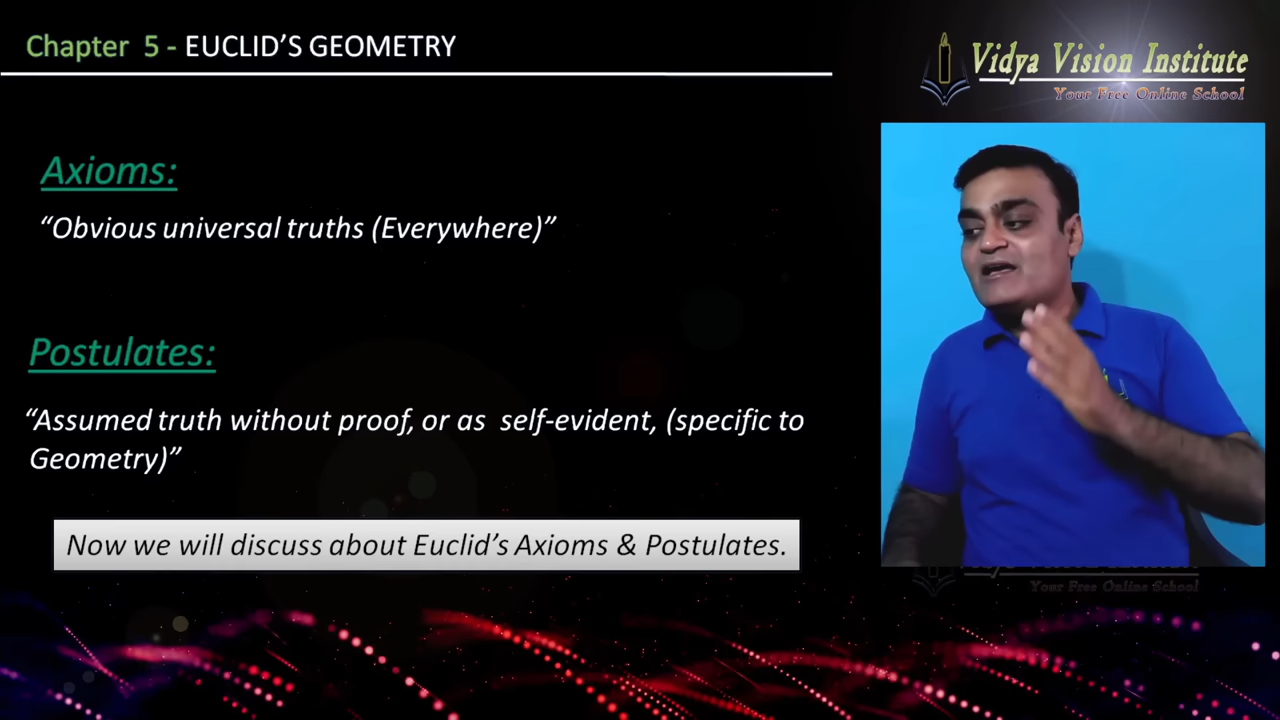 Chapter 5 - EUCLID’S GEOMETRY
Vidya Vision Institute
Your Free Online School
Axioms:
“Obvious universal truths (Everywhere)”
Postulates:
“Assumed truth without proof, or as self-evident, (specific to
Geometry)”
Now we will discuss about Euclid’s Axioms & Postulates.
Your Free Online School